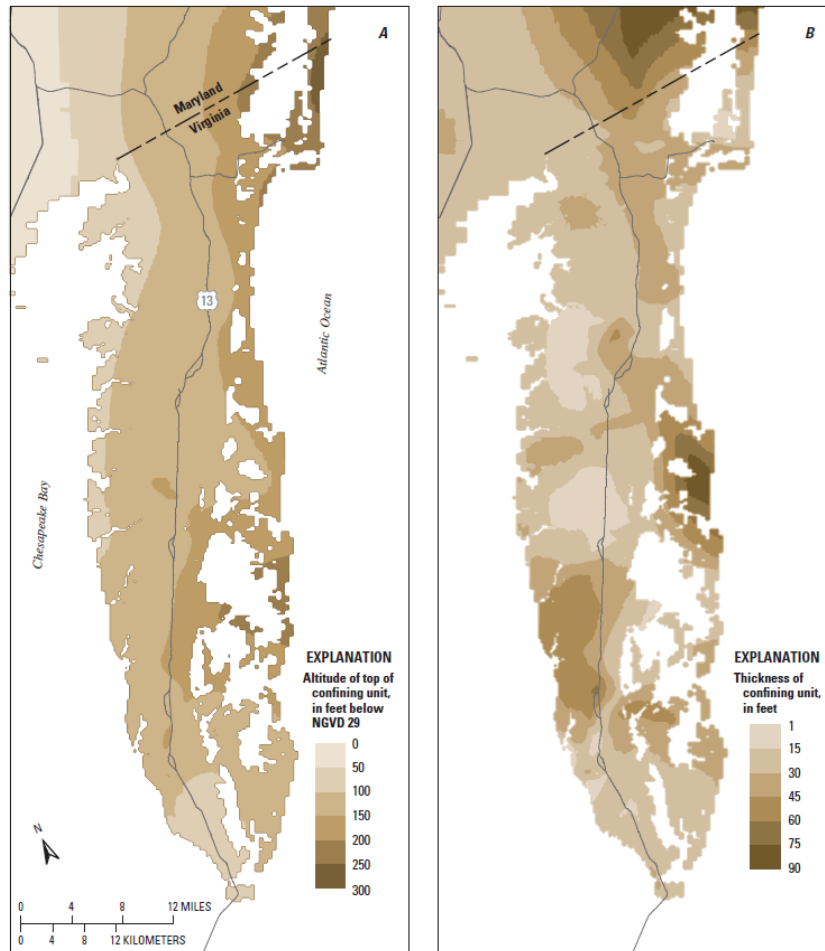 A
Maryland
Virginia
13
Atlantic Ocean
Chesapeake Bay
EXPLANATION
Altitude of top of
confining unit,
in feet below
NGVD 29
0
50
100
150
200
250
300
N
0 4 8 12 MILES
0 4 8 12 KILOMETERS
B
EXPLANATION
Thickness of
confining unit,
in feet
1
15
30
45
60
75
90